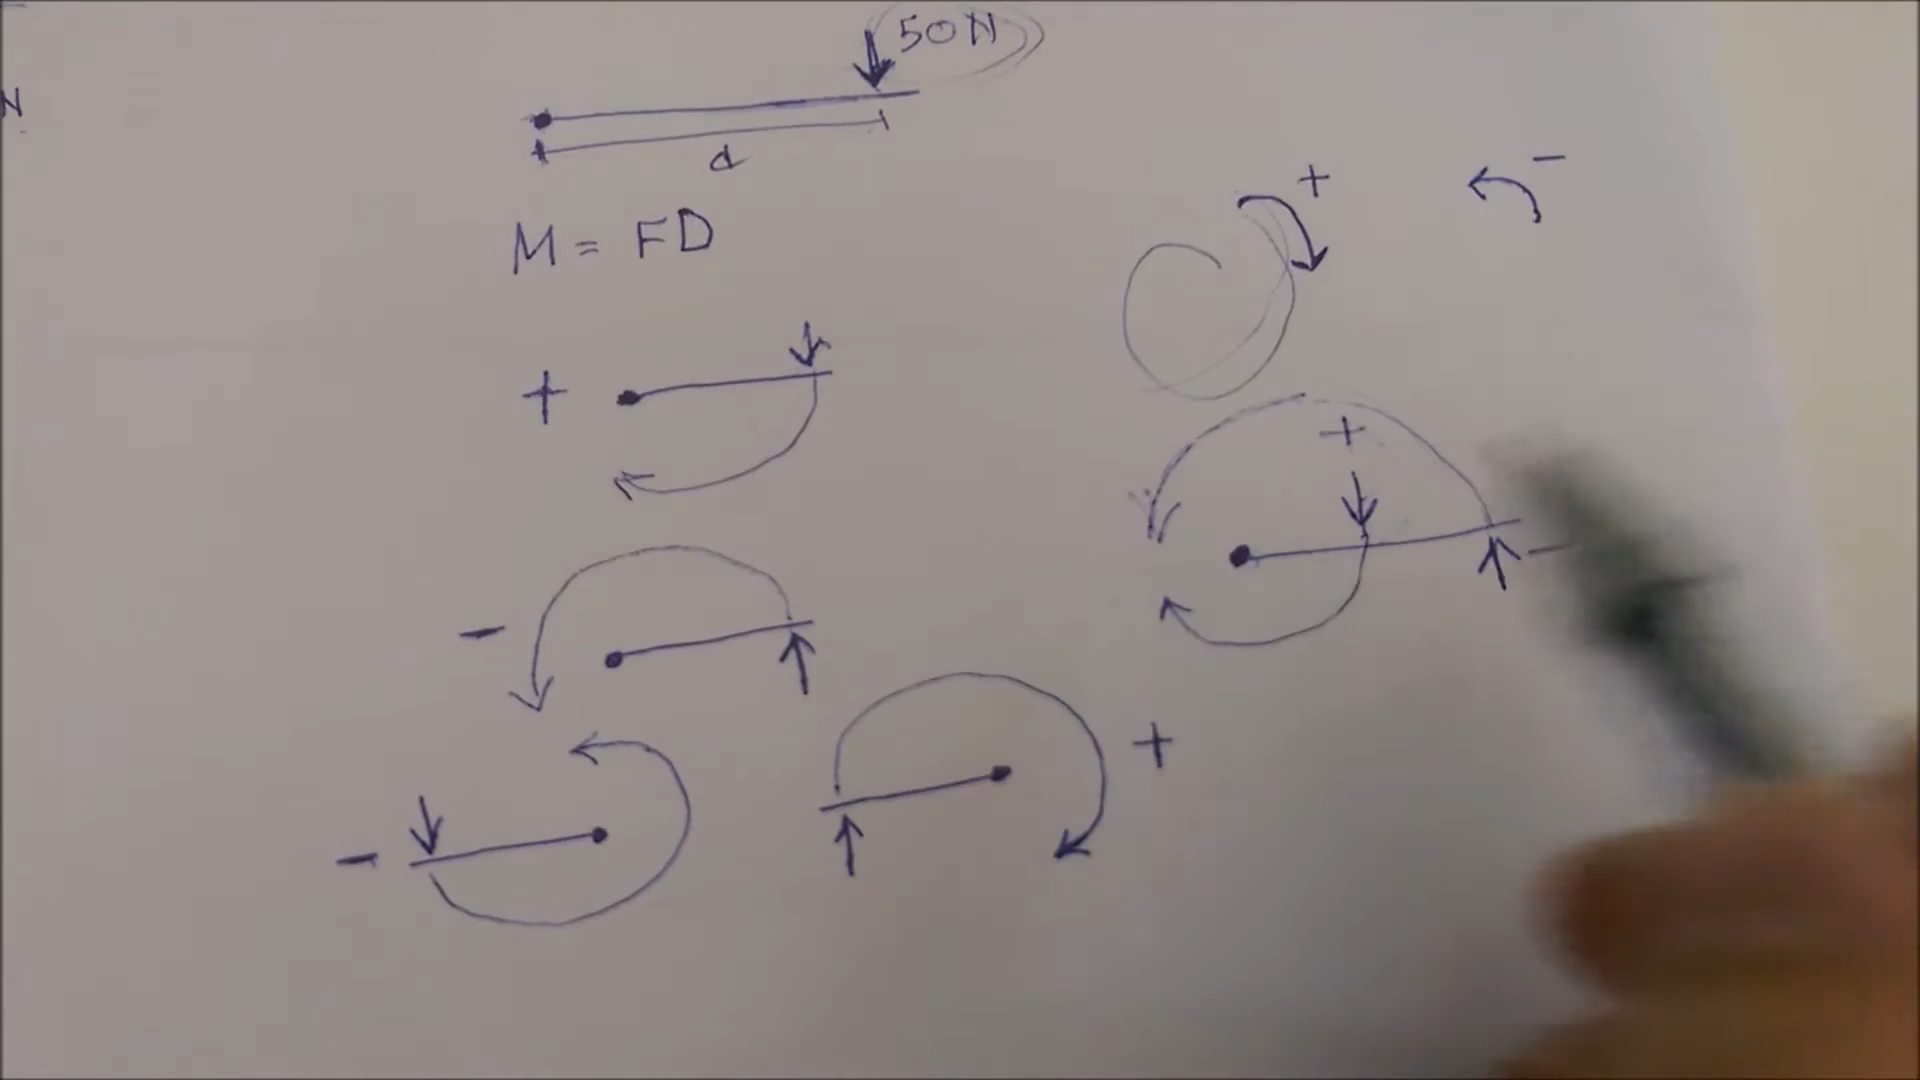 50N
N
d
+
-
M = FD
+
+
-
-
+
-